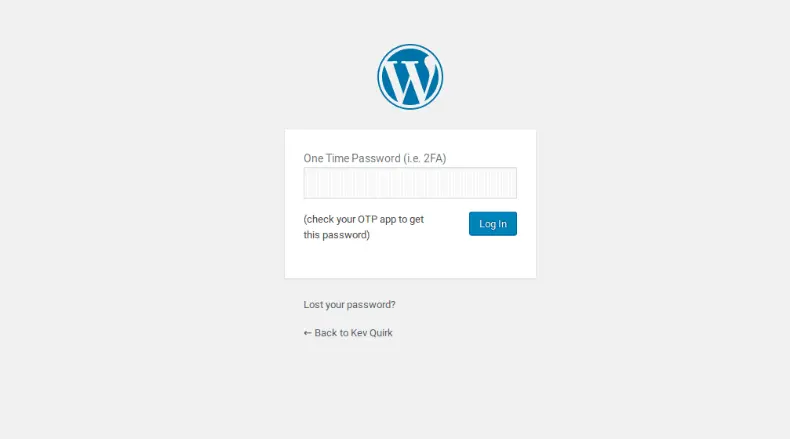 One Time Password (i.e. 2FA)
(check your OTP app to get
this password)
Log In
Lost your password?
← Back to Kev Quirk